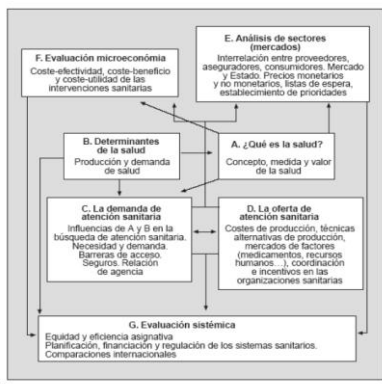 E. Análisis de sectores
(mercados)
Interrelación entre proveedores,
aseguradores, consumidores. Mercado
y Estado. Precios monetarios
y no monetarios, listas de espera,
establecimiento de prioridades
F. Evaluación microeconómia
Coste-efectividad, coste-beneficio
y coste-utilidad de las
intervenciones sanitarias
B. Determinantes
de la salud
Producción y demanda
de salud
A. ¿Qué es la salud?
Concepto, medida y valor
de la salud
C. La demanda de
atención sanitaria
Influencias de A y B en la
búsqueda de atención sanitaria.
Necesidad y demanda.
Barreras de acceso.
Seguros. Relación
de agencia
D. La oferta de
atención sanitaria
Costes de producción, técnicas
alternativas de producción,
mercados de factores
(medicamentos, recursos
humanos…), coordinación
e incentivos en las
organizaciones sanitarias
G. Evaluación sistémica
Equidad y eficiencia asignativa
Planificación, financiación y regulación de los sistemas sanitarios.
Comparaciones internacionales